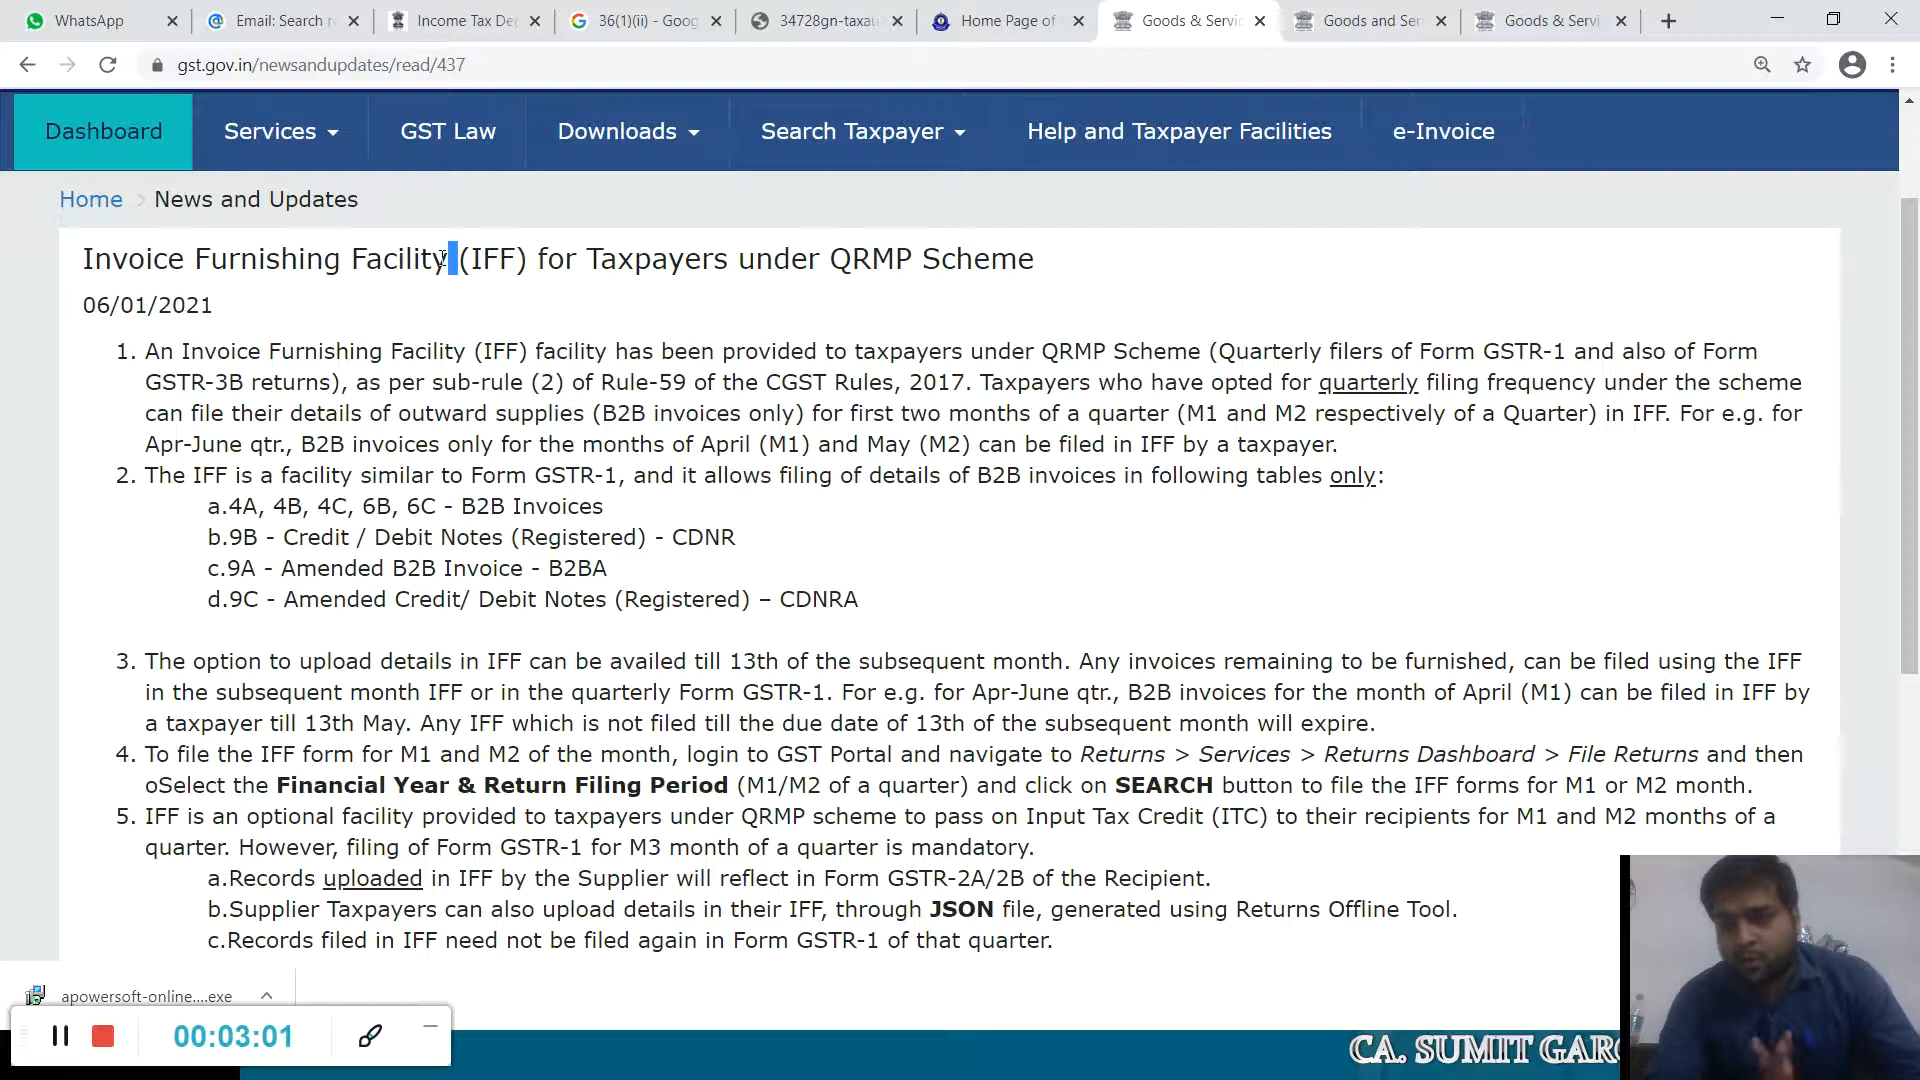 WhatsApp
Email: Search re
Income Tax De
36(1)(ii) - Goog
34728gn-taxau
Home Page of
Goods & Servic
Goods and Ser
Goods & Servi
gst.gov.in/newsandupdates/read/437
Dashboard Services GST Law Downloads Search Taxpayer Help and Taxpayer Facilities e-Invoice
Home News and Updates
Invoice Furnishing Facility (IFF) for Taxpayers under QRMP Scheme
06/01/2021
1. An Invoice Furnishing Facility (IFF) facility has been provided to taxpayers under QRMP Scheme (Quarterly filers of Form GSTR-1 and also of Form
GSTR-3B returns), as per sub-rule (2) of Rule-59 of the CGST Rules, 2017. Taxpayers who have opted for quarterly filing frequency under the scheme
can file their details of outward supplies (B2B invoices only) for first two months of a quarter (M1 and M2 respectively of a Quarter) in IFF. For e.g. for
Apr-June qtr., B2B invoices only for the months of April (M1) and May (M2) can be filed in IFF by a taxpayer.
2. The IFF is a facility similar to Form GSTR-1, and it allows filing of details of B2B invoices in following tables only:
a.4A, 4B, 4C, 6B, 6C - B2B Invoices
b.9B - Credit / Debit Notes (Registered) - CDNR
c.9A - Amended B2B Invoice - B2BA
d.9C - Amended Credit/ Debit Notes (Registered) – CDNRA
3. The option to upload details in IFF can be availed till 13th of the subsequent month. Any invoices remaining to be furnished, can be filed using the IFF
in the subsequent month IFF or in the quarterly Form GSTR-1. For e.g. for Apr-June qtr., B2B invoices for the month of April (M1) can be filed in IFF by
a taxpayer till 13th May. Any IFF which is not filed till the due date of 13th of the subsequent month will expire.
4. To file the IFF form for M1 and M2 of the month, login to GST Portal and navigate to Returns > Services > Returns Dashboard > File Returns and then
oSelect the Financial Year & Return Filing Period (M1/M2 of a quarter) and click on SEARCH button to file the IFF forms for M1 or M2 month.
5. IFF is an optional facility provided to taxpayers under QRMP scheme to pass on Input Tax Credit (ITC) to their recipients for M1 and M2 months of a
quarter. However, filing of Form GSTR-1 for M3 month of a quarter is mandatory.
a.Records uploaded in IFF by the Supplier will reflect in Form GSTR-2A/2B of the Recipient.
b.Supplier Taxpayers can also upload details in their IFF, through JSON file, generated using Returns Offline Tool.
c.Records filed in IFF need not be filed again in Form GSTR-1 of that quarter.
apowersoft-online....exe
00:03:01
CA. SUMIT GARG